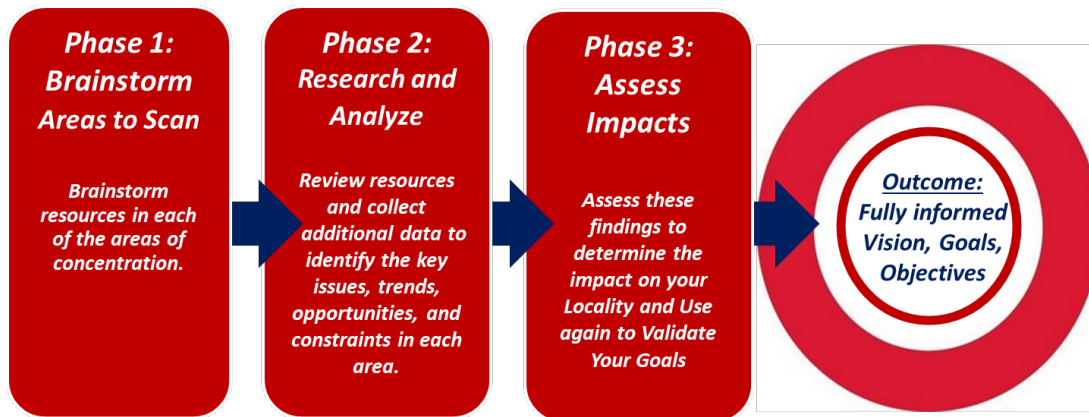 Phase 1:
Brainstorm
Areas to Scan
Brainstorm
resources in each
of the areas of
concentration.
Phase 2:
Research and
Analyze
Review resources
and collect
additional data to
identify the key
issues, trends,
opportunities, and
constraints in each
area.
Phase 3:
Assess
Impacts
Assess these
findings to
determine the
impact on your
Locality and Use
again to Validate
Your Goals
Outcome:
Fully informed
Vision, Goals,
Objectives